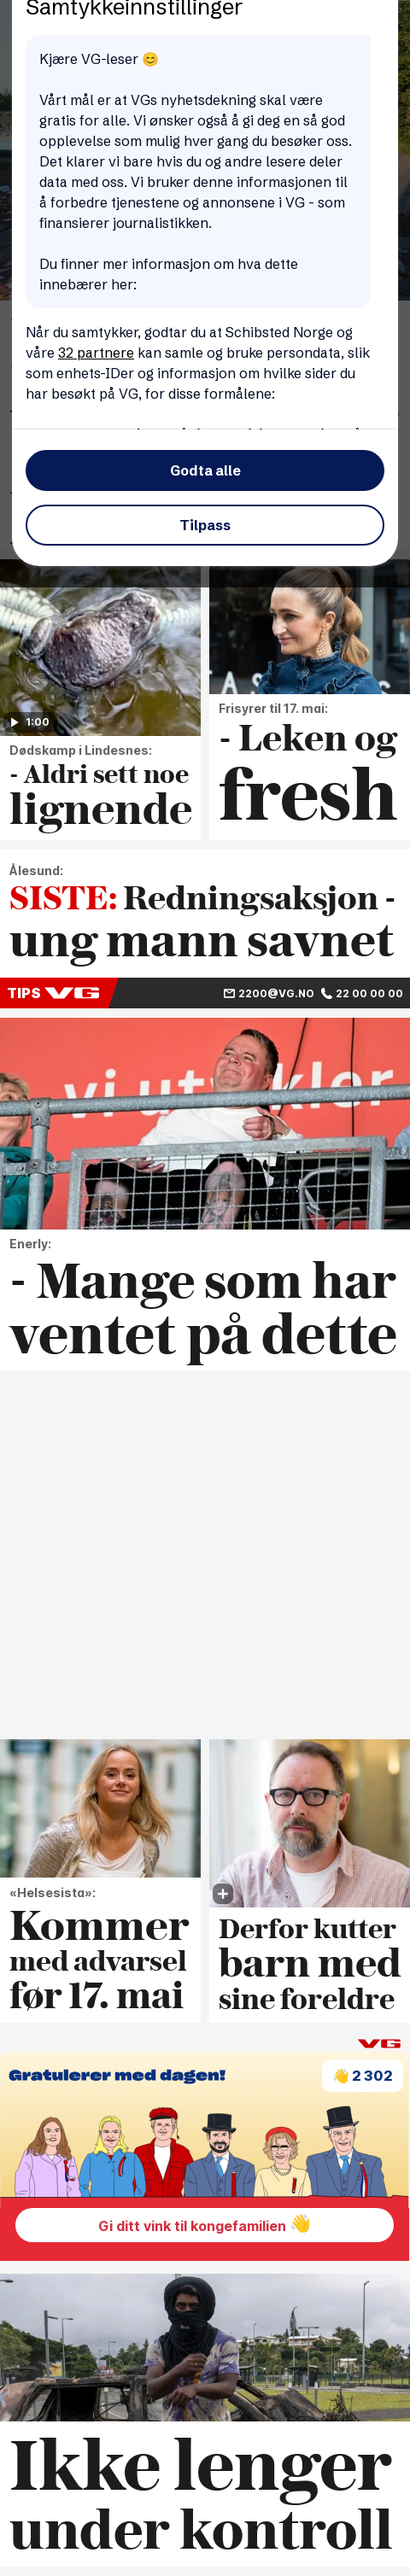 Samtykkeinnstillinger
Kjære VG-leser 😊
Vårt mål er at VGs nyhetsdekning skal være
gratis for alle. Vi ønsker også å gi deg en så god
opplevelse som mulig hver gang du besøker oss.
Det klarer vi bare hvis du og andre lesere deler
data med oss. Vi bruker denne informasjonen til
å forbedre tjenestene og annonsene i VG - som
finansierer journalistikken.
Du finner mer informasjon om hva dette
innebærer her:
Når du samtykker, godtar du at Schibsted Norge og
våre 32 partnere kan samle og bruke persondata, slik
som enhets-IDer og informasjon om hvilke sider du
har besøkt på VG, for disse formålene:
Godta alle
Tilpass
1:00
Dødskamp i Lindesnes:
- Aldri sett noe
lignende
Frisyrer til 17. mai:
- Leken og
fresh
Ålesund:
SISTE: Redningsaksjon -
ung mann savnet
TIPS VG 2200@VG.NO 22 00 00 00
Enerly:
- Mange som har
ventet på dette
«Helsesista»:
Kommer
med advarsel
før 17. mai
Derfor kutter
barn med
sine foreldre
VG
Gratulerer med dagen!
👋 2 302
Gi ditt vink til kongefamilien 👋
Ikke lenger
under kontroll